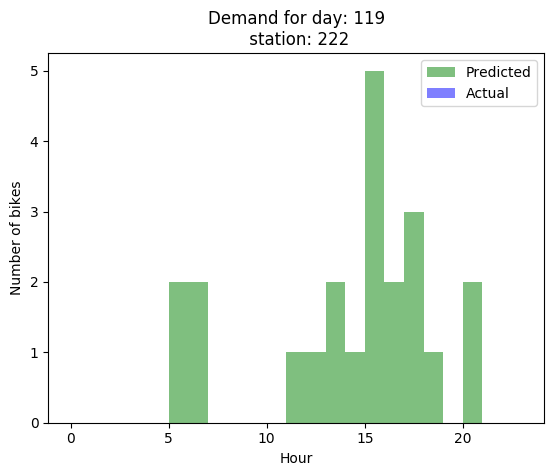 Demand for day: 119
station: 222
Predicted
Actual
Number of bikes
5
4
3
2
1
0
0
5
10
15
20
Hour